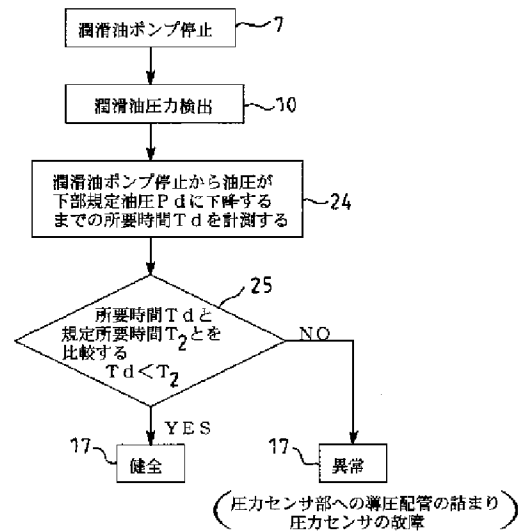 潤滑油ポンプ停止
7
潤滑油圧力検出
10
潤滑油ポンプ停止から油圧が
下部規定油圧Pdに下降する
までの所要時間Tdを計測する
24
25
所要時間Tdと
規定所要時間T2とを
比較する
Td<T2
NO
YES
17
健全
17
異常
(圧力センサ部への導圧配管の詰まり
圧力センサの故障)